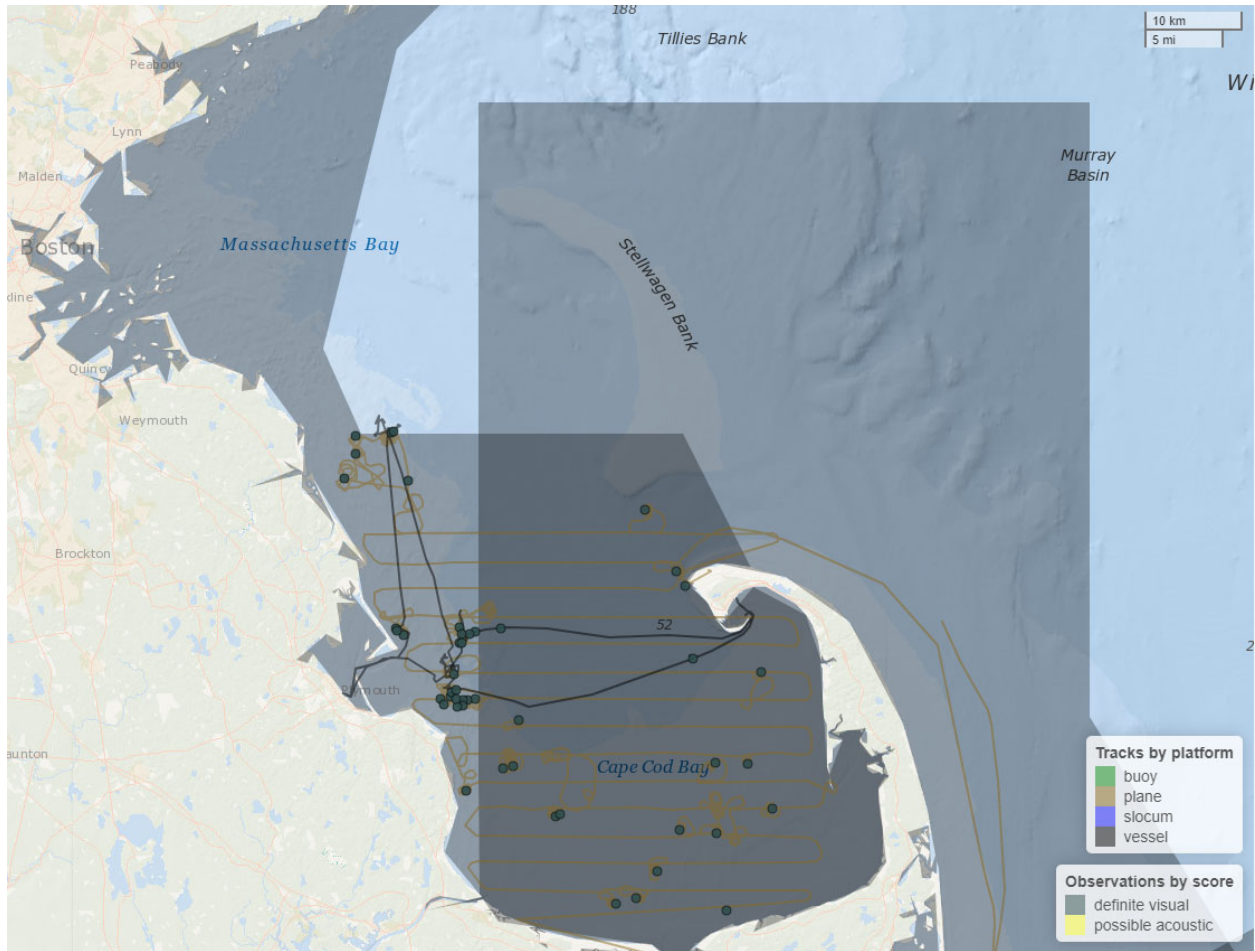 188
Tillies Bank
10 km
5 mi
Wi
Peabody
Lynn
Malden
Murray
Basin
Massachusetts Bay
Boston
dine
Stellwagen Bank
Quinc
Weymouth
Brockton
52
2
Plymouth
aunton
Cape Cod Bay
Tracks by platform
buoy
plane
slocum
vessel
Observations by score
definite visual
possible acoustic